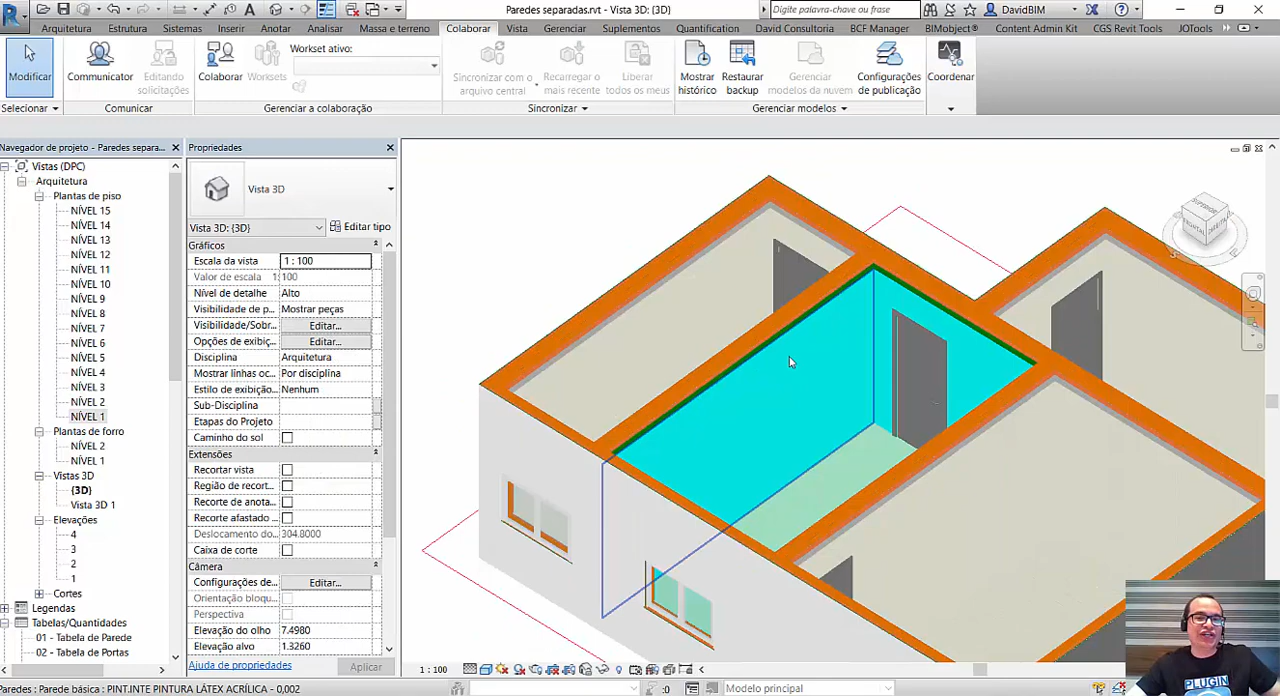 Paredes separadas.rvt - Vista 3D: {3D}
Digite palavra-chave ou frase
DavidBIM
Arquitetura Estrutura Sistemas Inserir Anotar Analisar Massa e terreno Colaborar Vista Gerenciar Suplementos Quantification David Consultoria BCF Manager BIMobject® Content Admin Kit CGS Revit Tools JOTools
Modificar
Communicator
Editando solicitações
Colaborar
Worksets
Workset ativo:
Sincronizar com o arquivo central
Recarregar o mais recente
Liberar todos os meus
Mostrar histórico
Restaurar backup
Gerenciar modelos da nuvem
Configurações de publicação
Coordenar
Selecionar Comunicar Gerenciar a colaboração Sincronizar Gerenciar modelos
Navegador de projeto - Paredes separa...
Vistas (DPC)
Arquitetura
Plantas de piso
NÍVEL 15
NÍVEL 14
NÍVEL 13
NÍVEL 12
NÍVEL 11
NÍVEL 10
NÍVEL 9
NÍVEL 8
NÍVEL 7
NÍVEL 6
NÍVEL 5
NÍVEL 4
NÍVEL 3
NÍVEL 2
NÍVEL 1
Plantas de forro
NÍVEL 2
NÍVEL 1
Vistas 3D
{3D}
Vista 3D 1
Elevações
4
3
2
1
Cortes
Legendas
Tabelas/Quantidades
01 - Tabela de Parede
02 - Tabela de Portas
Propriedades
Vista 3D
Vista 3D: {3D} Editar tipo
Gráficos
Escala da vista 1 : 100
Valor de escala 1: 100
Nível de detalhe Alto
Visibilidade de p... Mostrar peças
Visibilidade/Sobr... Editar...
Opções de exibiç... Editar...
Disciplina Arquitetura
Mostrar linhas oc... Por disciplina
Estilo de exibição... Nenhum
Sub-Disciplina
Etapas do Projeto
Caminho do sol
Extensões
Recortar vista
Região de recort...
Recorte de anota...
Recorte afastado ...
Deslocamento do... 304.8000
Caixa de corte
Câmera
Configurações de... Editar...
Orientação bloqu...
Perspectiva
Elevação do olho 7.4980
Elevação alvo 1.3260
Ajuda de propriedades Aplicar
SUPERIOR
FRONTAL
DIREITA
1 : 100
Paredes : Parede básica : PINT.INTE PINTURA LÁTEX ACRÍLICA - 0,002
:0
Modelo principal
PLUGIN